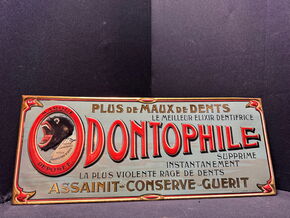 PLUS DE MAUX DE DENTS
LE MEILLEUR ELIXIR DENTIFRICE
ODONTOPHILE
SUPPRIME
INSTANTANEMENT
LA PLUS VIOLENTE RAGE DE DENTS
ASSAINIT-CONSERVE-GUERIT